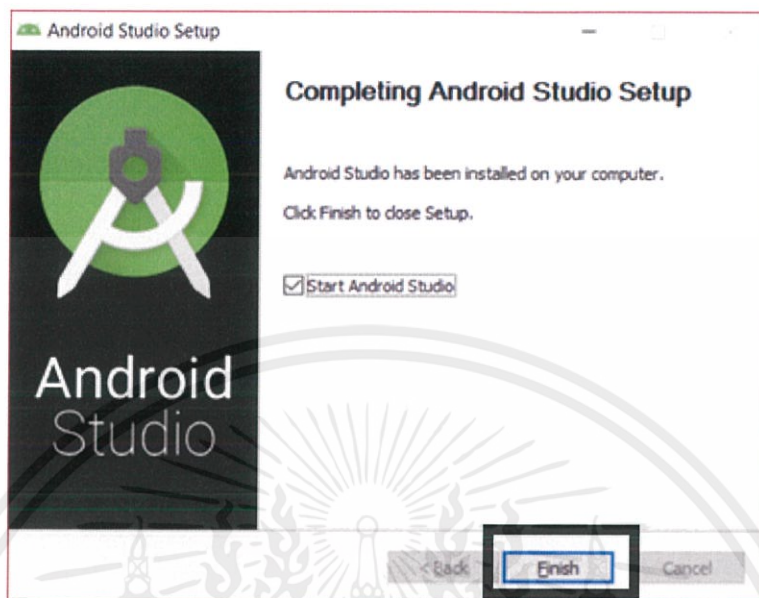 Android Studio Setup
Completing Android Studio Setup
Android Studio has been installed on your computer.
Click Finish to close Setup.
Start Android Studio
Android
Studio
< Back
Finish
Cancel